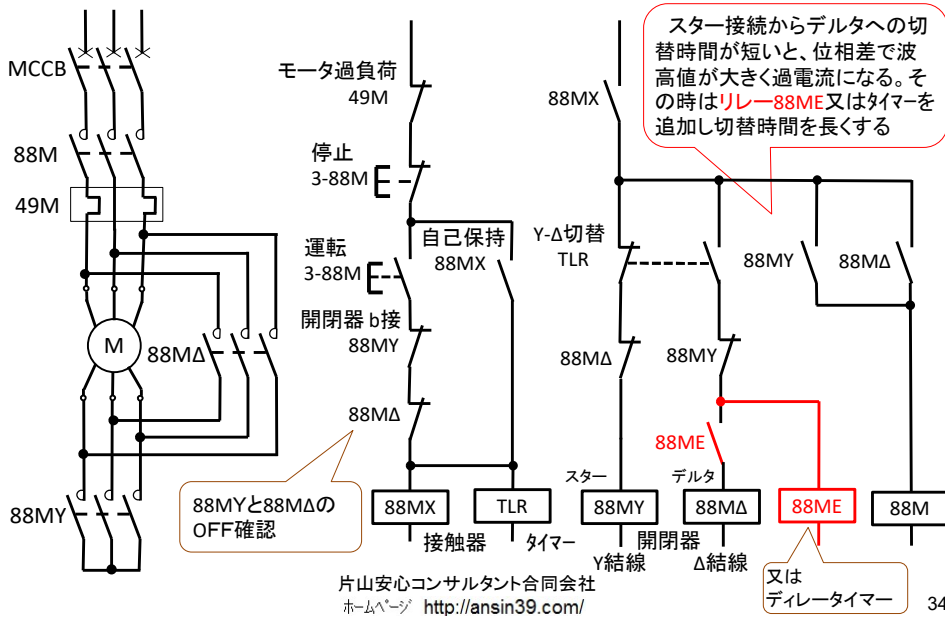 MCCB
88M
49M
M
88MΔ
88MY
モータ過負荷
49M
停止
3-88M
運転
3-88M
自己保持
88MX
開閉器 b接
88MY
88MΔ
88MYと88MΔの
OFF確認
88MX
TLR
接触器
タイマー
88MX
スター接続からデルタへの切
替時間が短いと、位相差で波
高値が大きく過電流になる。そ
の時はリレー88ME又はタイマーを
追加し切替時間を長くする
Y-Δ切替
TLR
88MY
88MΔ
88MΔ
88MY
88ME
スター
デルタ
88MY
88MΔ
88ME
88M
開閉器
Y結線
Δ結線
又は
ディレータイマー
片山安心コンサルタント合同会社
ホームページ http://ansin39.com/
34